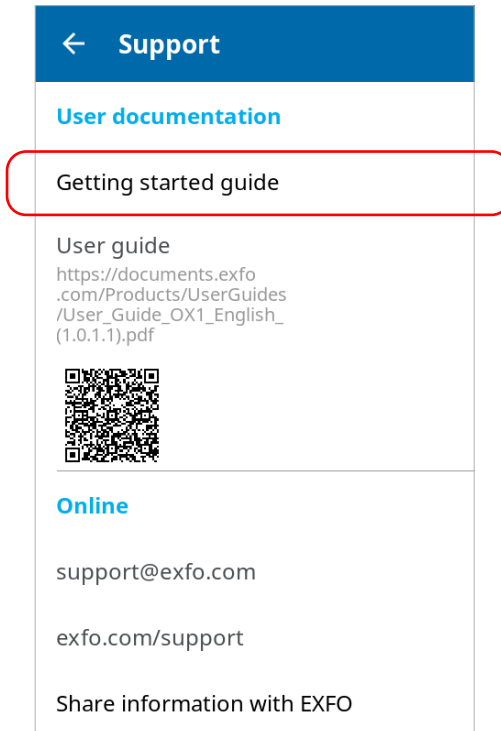 Support
User documentation
Getting started guide
User guide
https://documents.exfo
.com/Products/UserGuides
/User_Guide_OX1_English_
(1.0.1.1).pdf
Online
support@exfo.com
exfo.com/support
Share information with EXFO